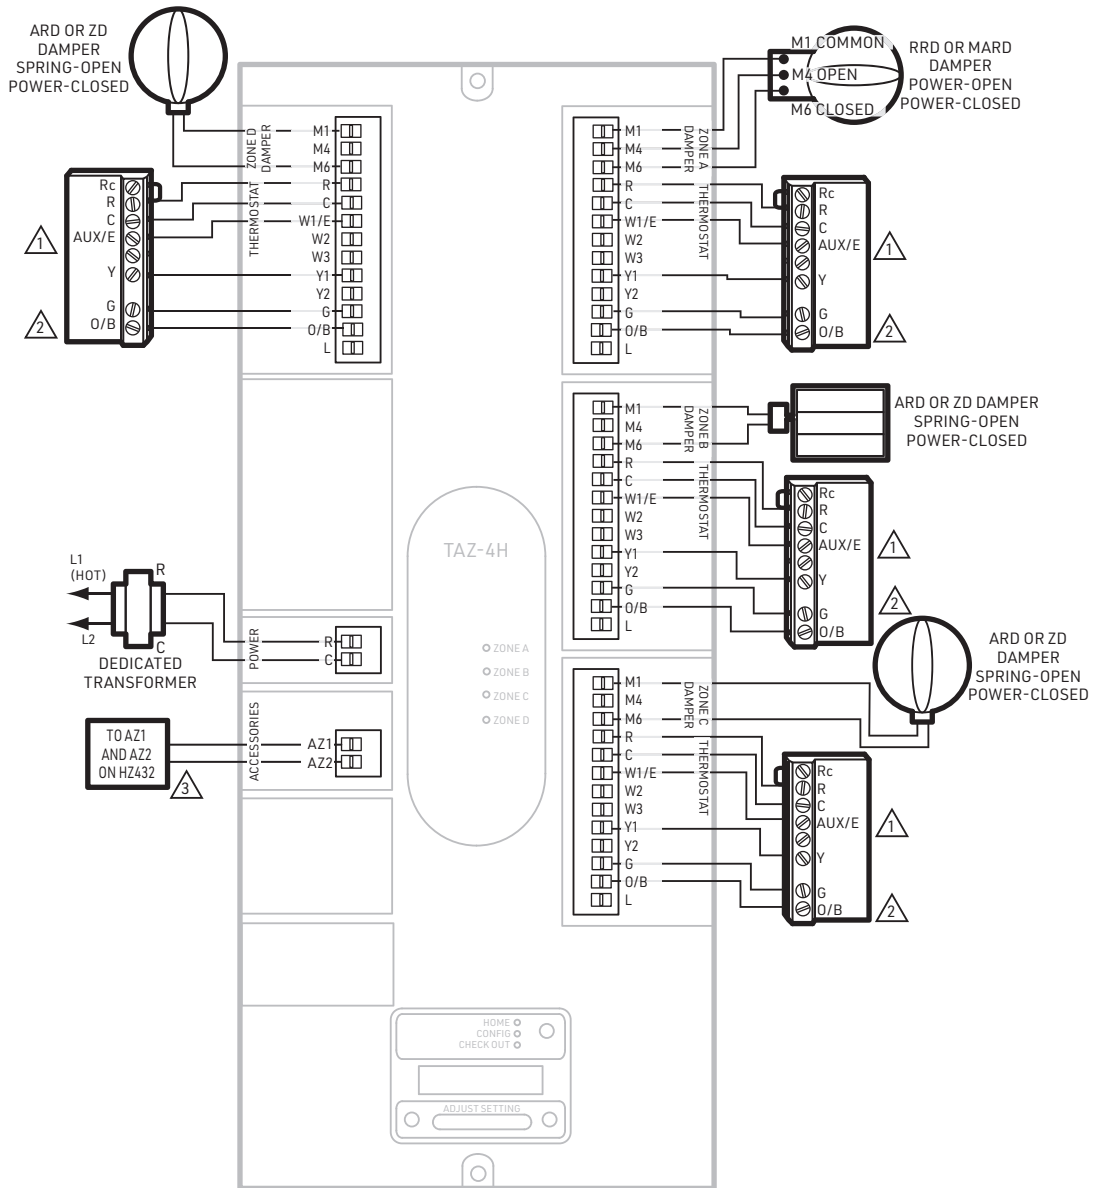 ARD OR ZD
DAMPER
SPRING-OPEN
POWER-CLOSED
M1 COMMON
M4 OPEN
M6 CLOSED
RRD OR MARD
DAMPER
POWER-OPEN
POWER-CLOSED
ZONE D
DAMPER
THERMOSTAT
M1
M4
M6
R
C
W1/E
W2
W3
Y1
Y2
G
O/B
L
Rc
R
C
AUX/E
Y
G
O/B
1
2
M1
M4
M6
R
C
W1/E
W2
W3
Y1
Y2
G
O/B
L
ZONE A
DAMPER
THERMOSTAT
Rc
R
C
AUX/E
Y
G
O/B
1
2
M1
M4
M6
R
C
W1/E
W2
W3
Y1
Y2
G
O/B
L
ZONE B
DAMPER
THERMOSTAT
ARD OR ZD DAMPER
SPRING-OPEN
POWER-CLOSED
Rc
R
C
AUX/E
Y
G
O/B
1
2
TAZ-4H
ZONE A
ZONE B
ZONE C
ZONE D
L1
(HOT)
L2
R
C
DEDICATED
TRANSFORMER
POWER
R
C
TO AZ1
AND AZ2
ON HZ432
3
ACCESSORIES
AZ1
AZ2
ARD OR ZD
DAMPER
SPRING-OPEN
POWER-CLOSED
M1
M4
M6
R
C
W1/E
W2
W3
Y1
Y2
G
O/B
L
ZONE C
DAMPER
THERMOSTAT
Rc
R
C
AUX/E
Y
G
O/B
1
2
HOME
CONFIG
CHECK OUT
ADJUST SETTING